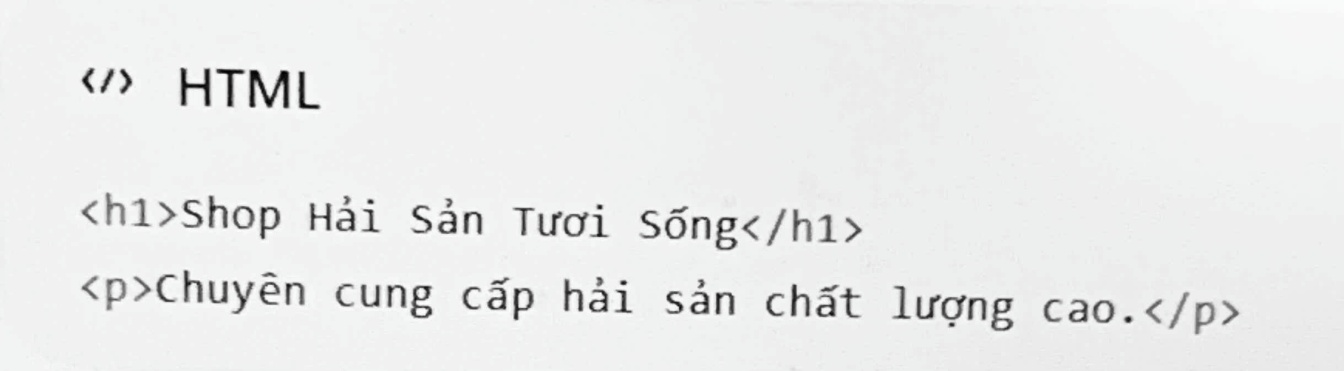 </> HTML
<h1>Shop Hải Sản Tươi Sống</h1>
<p>Chuyên cung cấp hải sản chất lượng cao.</p>